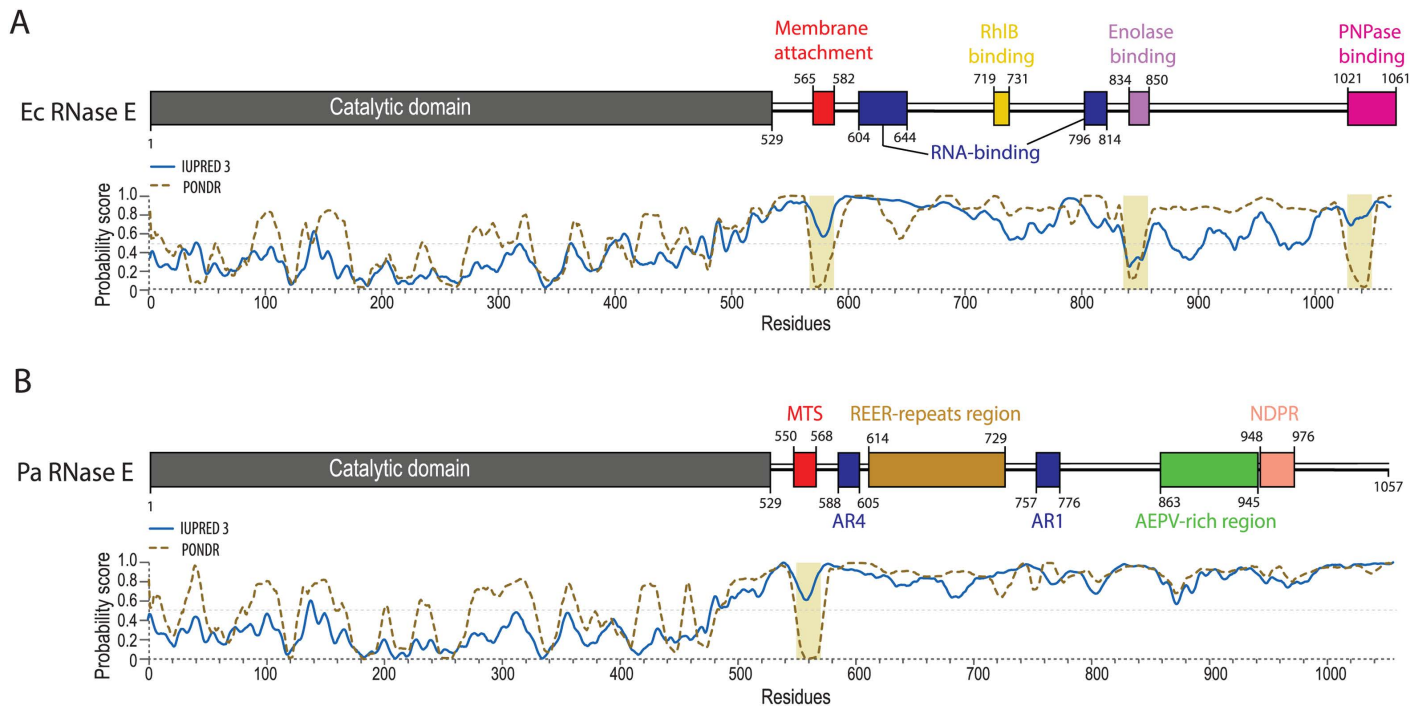 A
Membrane attachment
RhlB binding
Enolase binding
PNPase binding
565 582 719 731 834 850 1021 1061
Ec RNase E
Catalytic domain
1 529 604 644 796 814
RNA-binding
IUPRED 3
PONDR
Probability score
1.0
0.8
0.6
0.4
0.2
0
0 100 200 300 400 500 600 700 800 900 1000
Residues
B
MTS REER-repeats region NDPR
550 568 614 729 948 976
Pa RNase E
Catalytic domain
1 529 588 605 757 776 863 945 1057
AR4 AR1 AEPV-rich region
IUPRED 3
PONDR
Probability score
1.0
0.8
0.6
0.4
0.2
0
0 100 200 300 400 500 600 700 800 900 1000
Residues